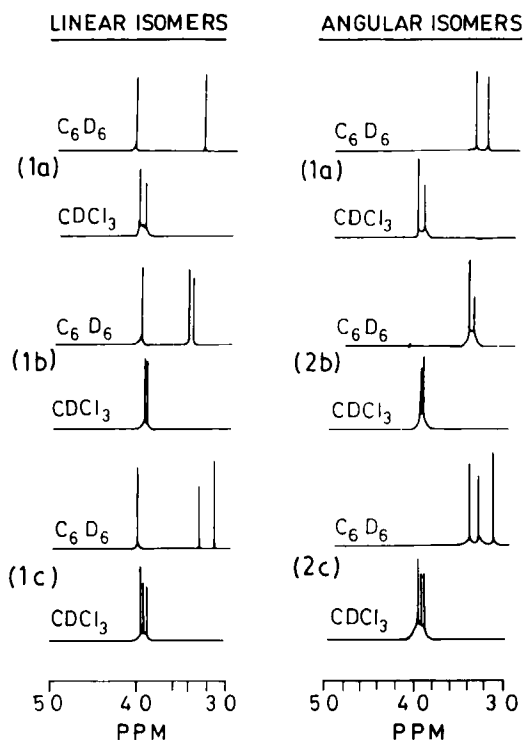 LINEAR ISOMERS ANGULAR ISOMERS
C6D6 C6D6
(1a) (1a)
CDCl3 CDCl3
C6D6 C6D6
(1b) (2b)
CDCl3 CDCl3
C6D6 C6D6
(1c) (2c)
CDCl3 CDCl3
50 40 30 50 40 30
PPM PPM